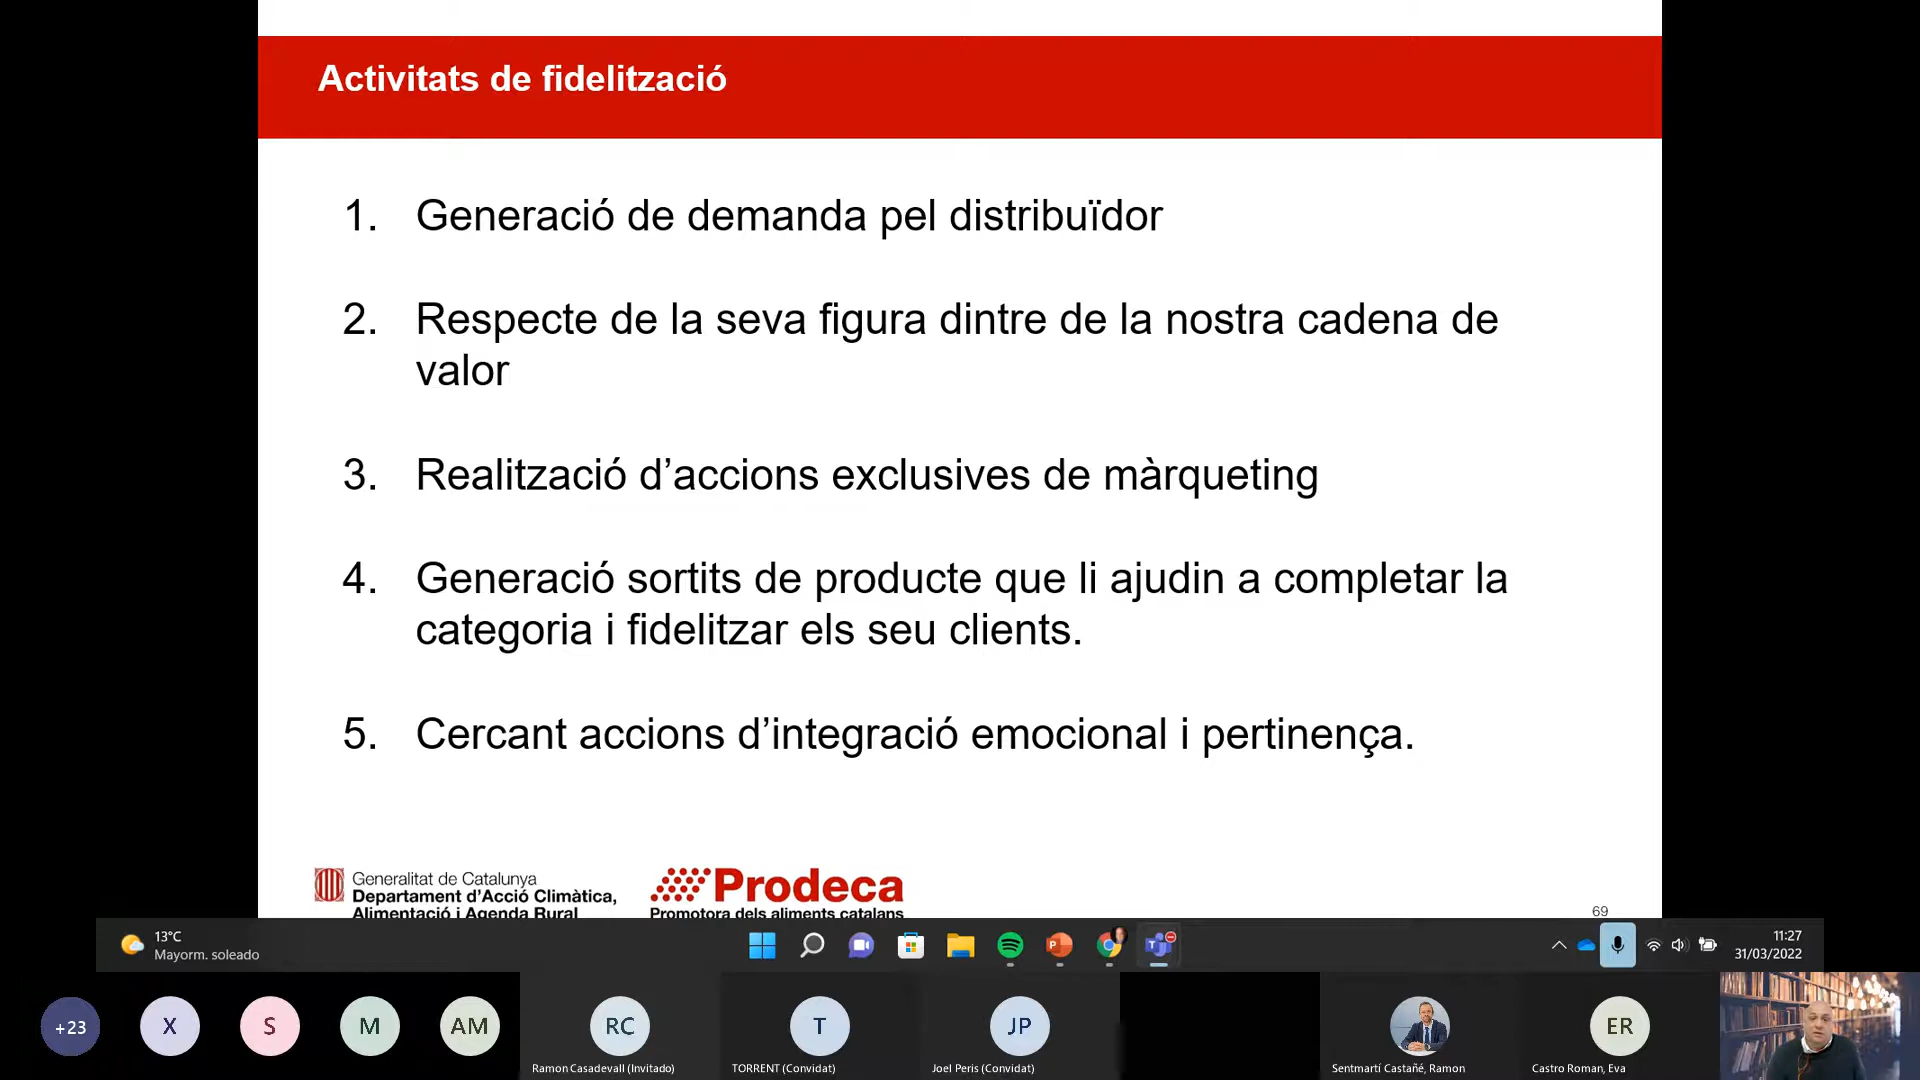 Activitats de fidelització
1. Generació de demanda pel distribuïdor
2. Respecte de la seva figura dintre de la nostra cadena de
valor
3. Realització d’accions exclusives de màrqueting
4. Generació sortits de producte que li ajudin a completar la
categoria i fidelitzar els seu clients.
5. Cercant accions d’integració emocional i pertinença.
Generalitat de Catalunya
Departament d’Acció Climàtica,
Alimentació i Agenda Rural
Prodeca
Promotora dels aliments catalans
69
13°C
Mayorm. soleado
11:27
31/03/2022
+23
X
S
M
AM
RC
T
JP
ER
Ramon Casadevall (Invitado)
TORRENT (Convidat)
Joel Peris (Convidat)
Sentmartí Castañé, Ramon
Castro Roman, Eva